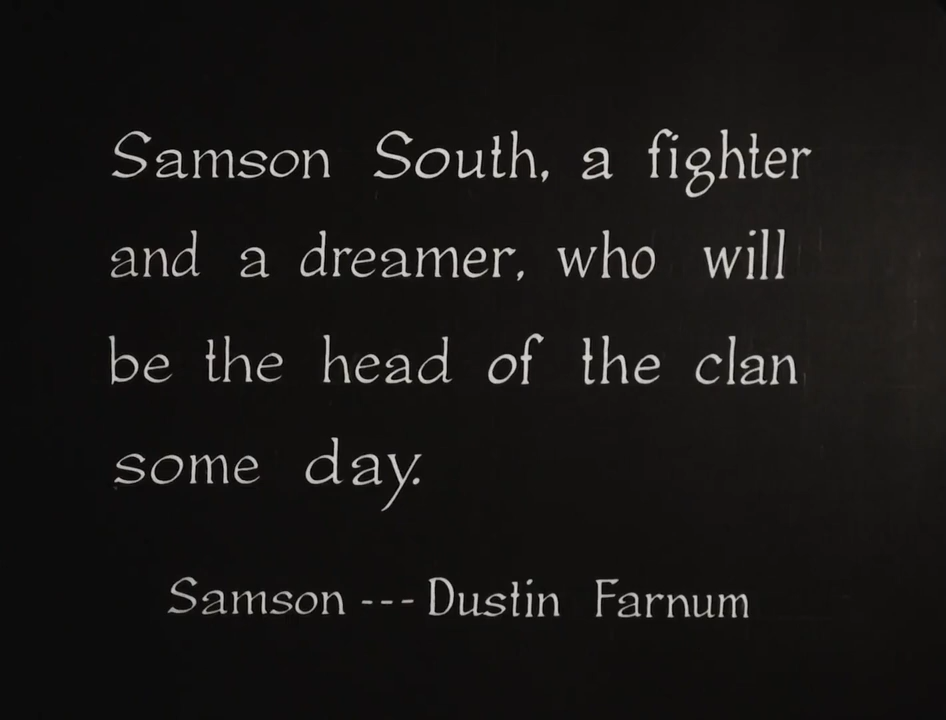 Samson South, a fighter
and a dreamer, who will
be the head of the clan
some day.
Samson --- Dustin Farnum